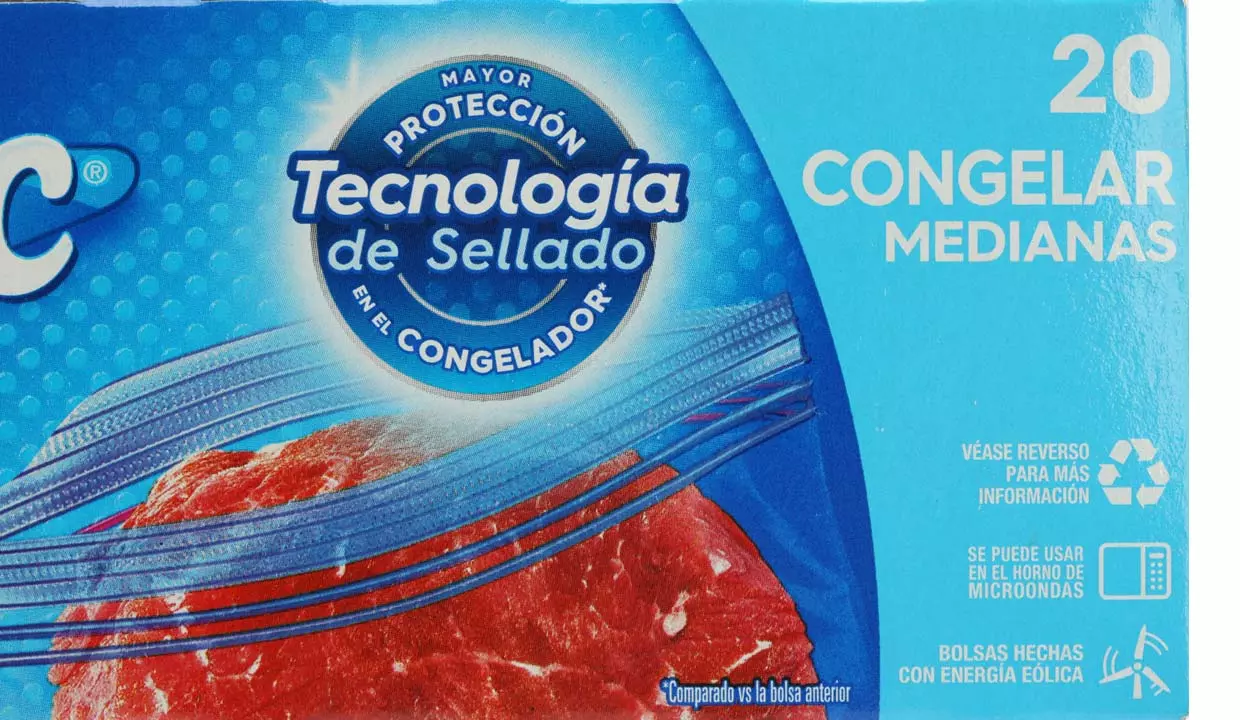 C®
MAYOR
PROTECCIÓN
Tecnología
de Sellado
EN EL CONGELADOR*
20
CONGELAR
MEDIANAS
VÉASE REVERSO
PARA MÁS
INFORMACIÓN
SE PUEDE USAR
EN EL HORNO DE
MICROONDAS
BOLSAS HECHAS
CON ENERGÍA EÓLICA
*Comparado vs la bolsa anterior